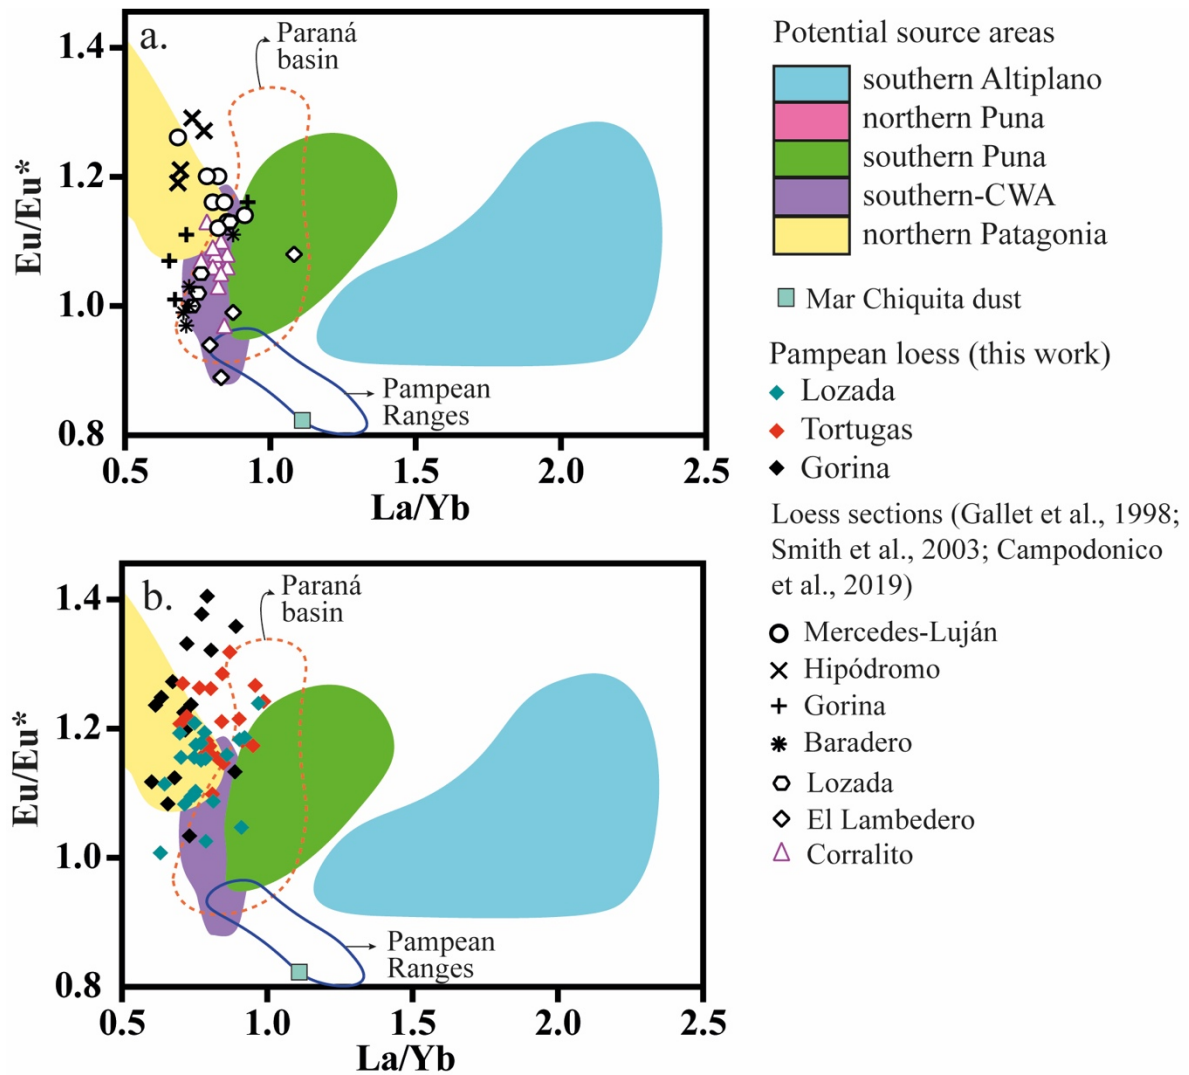 a.
Paraná
basin
1.4
1.2
1.0
0.8
Eu/Eu*
Pampean
Ranges
0.5 1.0 1.5 2.0 2.5
La/Yb
b.
Paraná
basin
1.4
1.2
1.0
0.8
Eu/Eu*
Pampean
Ranges
0.5 1.0 1.5 2.0 2.5
La/Yb
Potential source areas
southern Altiplano
northern Puna
southern Puna
southern-CWA
northern Patagonia
Mar Chiquita dust
Pampean loess (this work)
Lozada
Tortugas
Gorina
Loess sections (Gallet et al., 1998;
Smith et al., 2003; Campodonico
et al., 2019)
Mercedes-Luján
Hipódromo
Gorina
Baradero
Lozada
El Lambedero
Corralito